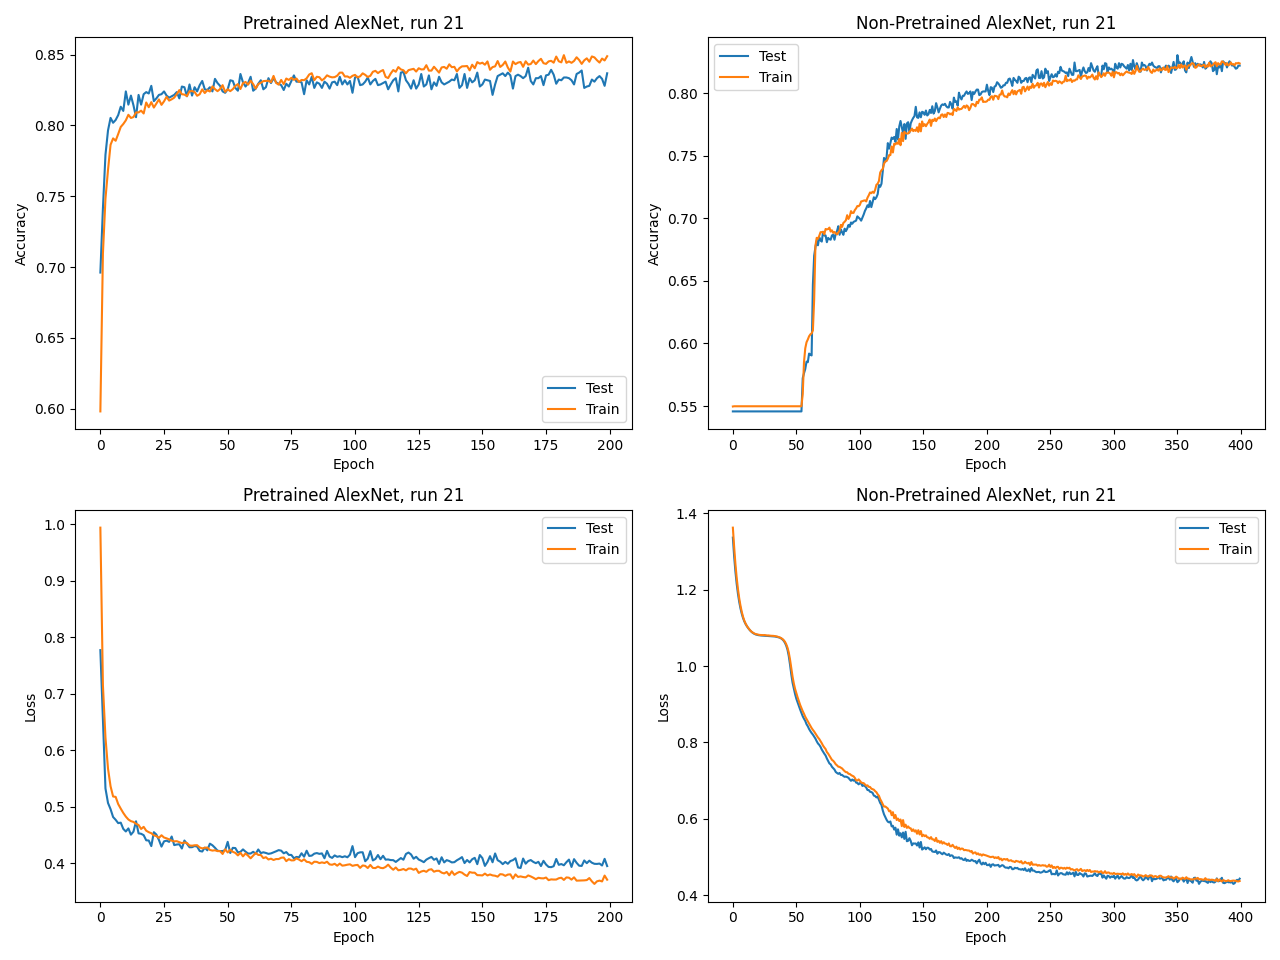 Pretrained AlexNet, run 21
Accuracy
0.85
0.80
0.75
0.70
0.65
0.60
Test
Train
0 25 50 75 100 125 150 175 200
Epoch
Non-Pretrained AlexNet, run 21
Test
Train
Accuracy
0.80
0.75
0.70
0.65
0.60
0.55
0 50 100 150 200 250 300 350 400
Epoch
Pretrained AlexNet, run 21
Test
Train
Loss
1.0
0.9
0.8
0.7
0.6
0.5
0.4
0 25 50 75 100 125 150 175 200
Epoch
Non-Pretrained AlexNet, run 21
Test
Train
Loss
1.4
1.2
1.0
0.8
0.6
0.4
0 50 100 150 200 250 300 350 400
Epoch